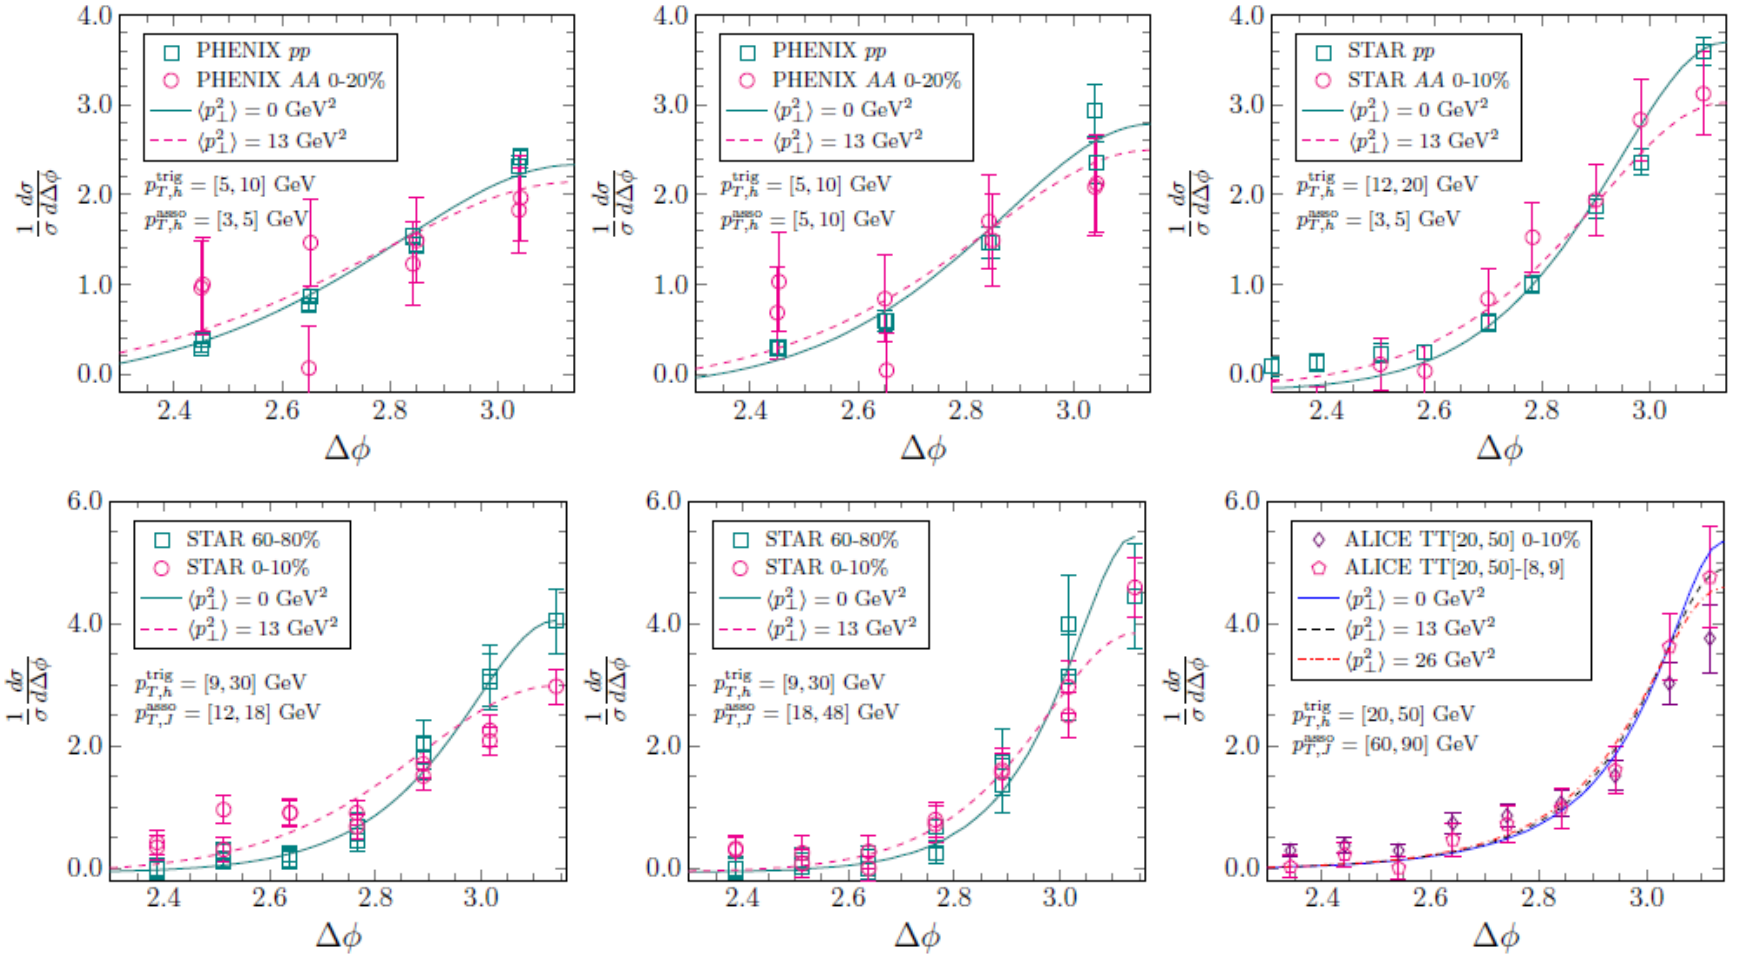 4.0
3.0
2.0
1.0
0.0
PHENIX pp
PHENIX AA 0-20%
⟨p⊥²⟩ = 0 GeV²
⟨p⊥²⟩ = 13 GeV²
p_{T,h}^{trig} = [5, 10] GeV
p_{T,h}^{asso} = [3, 5] GeV
1/σ dσ/dΔϕ
2.4 2.6 2.8 3.0
Δϕ
4.0
3.0
2.0
1.0
0.0
PHENIX pp
PHENIX AA 0-20%
⟨p⊥²⟩ = 0 GeV²
⟨p⊥²⟩ = 13 GeV²
p_{T,h}^{trig} = [5, 10] GeV
p_{T,h}^{asso} = [5, 10] GeV
1/σ dσ/dΔϕ
2.4 2.6 2.8 3.0
Δϕ
4.0
3.0
2.0
1.0
0.0
STAR pp
STAR AA 0-10%
⟨p⊥²⟩ = 0 GeV²
⟨p⊥²⟩ = 13 GeV²
p_{T,h}^{trig} = [12, 20] GeV
p_{T,h}^{asso} = [3, 5] GeV
1/σ dσ/dΔϕ
2.4 2.6 2.8 3.0
Δϕ
6.0
4.0
2.0
0.0
STAR 60-80%
STAR 0-10%
⟨p⊥²⟩ = 0 GeV²
⟨p⊥²⟩ = 13 GeV²
p_{T,h}^{trig} = [9, 30] GeV
p_{T,J}^{asso} = [12, 18] GeV
1/σ dσ/dΔϕ
2.4 2.6 2.8 3.0
Δϕ
6.0
4.0
2.0
0.0
STAR 60-80%
STAR 0-10%
⟨p⊥²⟩ = 0 GeV²
⟨p⊥²⟩ = 13 GeV²
p_{T,h}^{trig} = [9, 30] GeV
p_{T,J}^{asso} = [18, 48] GeV
1/σ dσ/dΔϕ
2.4 2.6 2.8 3.0
Δϕ
6.0
4.0
2.0
0.0
ALICE TT[20, 50] 0-10%
ALICE TT[20, 50]-[8, 9]
⟨p⊥²⟩ = 0 GeV²
⟨p⊥²⟩ = 13 GeV²
⟨p⊥²⟩ = 26 GeV²
p_{T,h}^{trig} = [20, 50] GeV
p_{T,J}^{asso} = [60, 90] GeV
1/σ dσ/dΔϕ
2.4 2.6 2.8 3.0
Δϕ